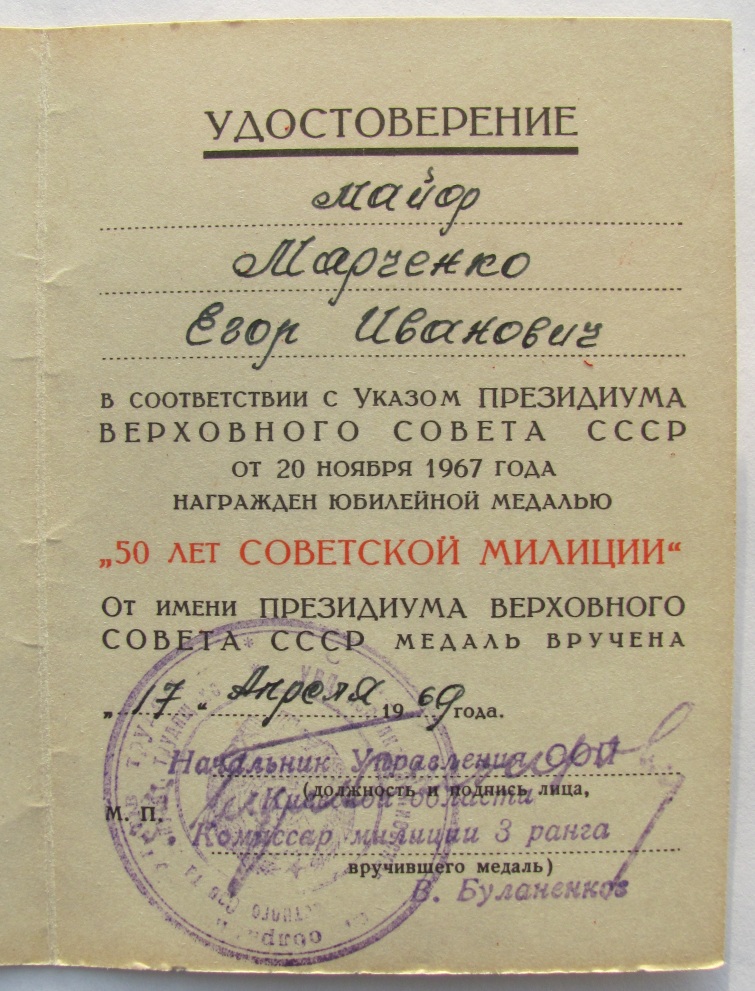 УДОСТОВЕРЕНИЕ
Майор
Марченко
Егор Иванович
В СООТВЕТСТВИИ С УКАЗОМ ПРЕЗИДИУМА
ВЕРХОВНОГО СОВЕТА СССР
ОТ 20 НОЯБРЯ 1967 ГОДА
НАГРАЖДЕН ЮБИЛЕЙНОЙ МЕДАЛЬЮ
„50 ЛЕТ СОВЕТСКОЙ МИЛИЦИИ“
ОТ ИМЕНИ ПРЕЗИДИУМА ВЕРХОВНОГО
СОВЕТА СССР МЕДАЛЬ ВРУЧЕНА
„17“ Апреля 1969 года.
Начальник Управления
(должность и подпись лица,
области
М. П.
Комиссар милиции 3 ранга
вручившего медаль)
В. Буланенков